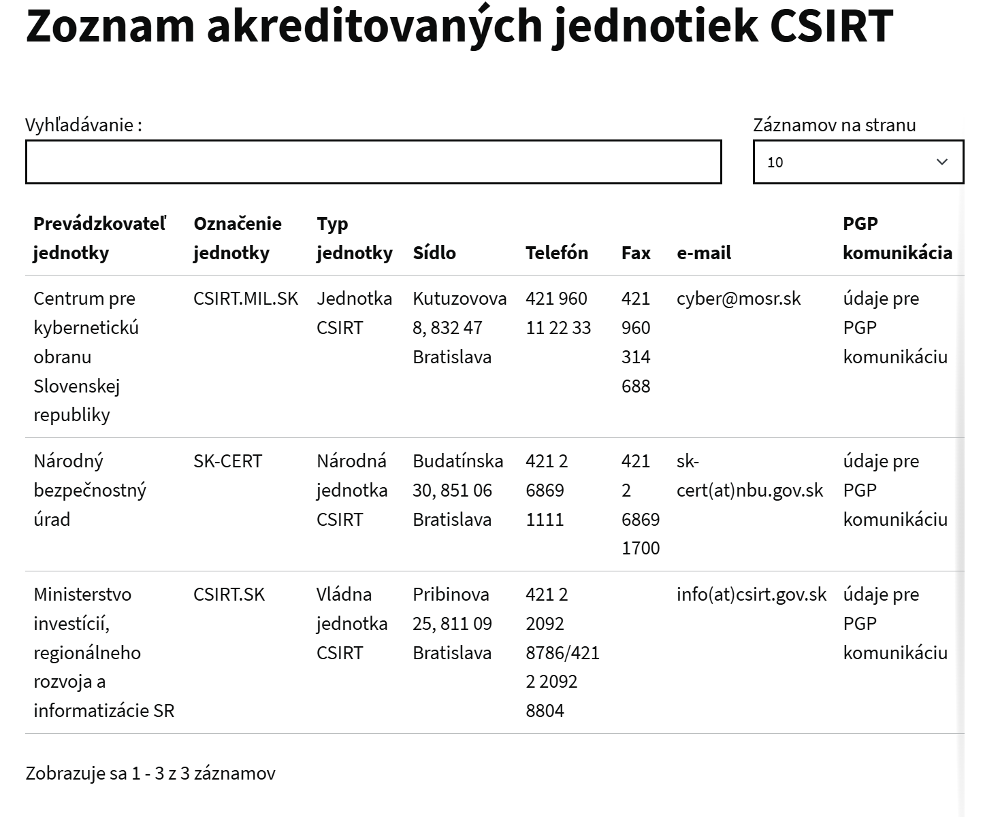 Zoznam akreditovaných jednotiek CSIRT
Vyhľadávanie :
Záznamov na stranu
10
Prevádzkovateľ jednotky
Označenie jednotky
Typ jednotky
Sídlo
Telefón
Fax
e-mail
PGP komunikácia
Centrum pre
kybernetickú
obranu
Slovenskej
republiky
CSIRT.MIL.SK
Jednotka
CSIRT
Kutuzovova
8, 832 47
Bratislava
421 960
11 22 33
421
960
314
688
cyber@mosr.sk
údaje pre
PGP
komunikáciu
Národný
bezpečnostný
úrad
SK-CERT
Národná
jednotka
CSIRT
Budatínska
30, 851 06
Bratislava
421 2
6869
1111
421
2
6869
1700
sk-
cert(at)nbu.gov.sk
údaje pre
PGP
komunikáciu
Ministerstvo
investícií,
regionálneho
rozvoja a
informatizácie SR
CSIRT.SK
Vládna
jednotka
CSIRT
Pribinova
25, 811 09
Bratislava
421 2
2092
8786/421
2 2092
8804
info(at)csirt.gov.sk
údaje pre
PGP
komunikáciu
Zobrazuje sa 1 - 3 z 3 záznamov